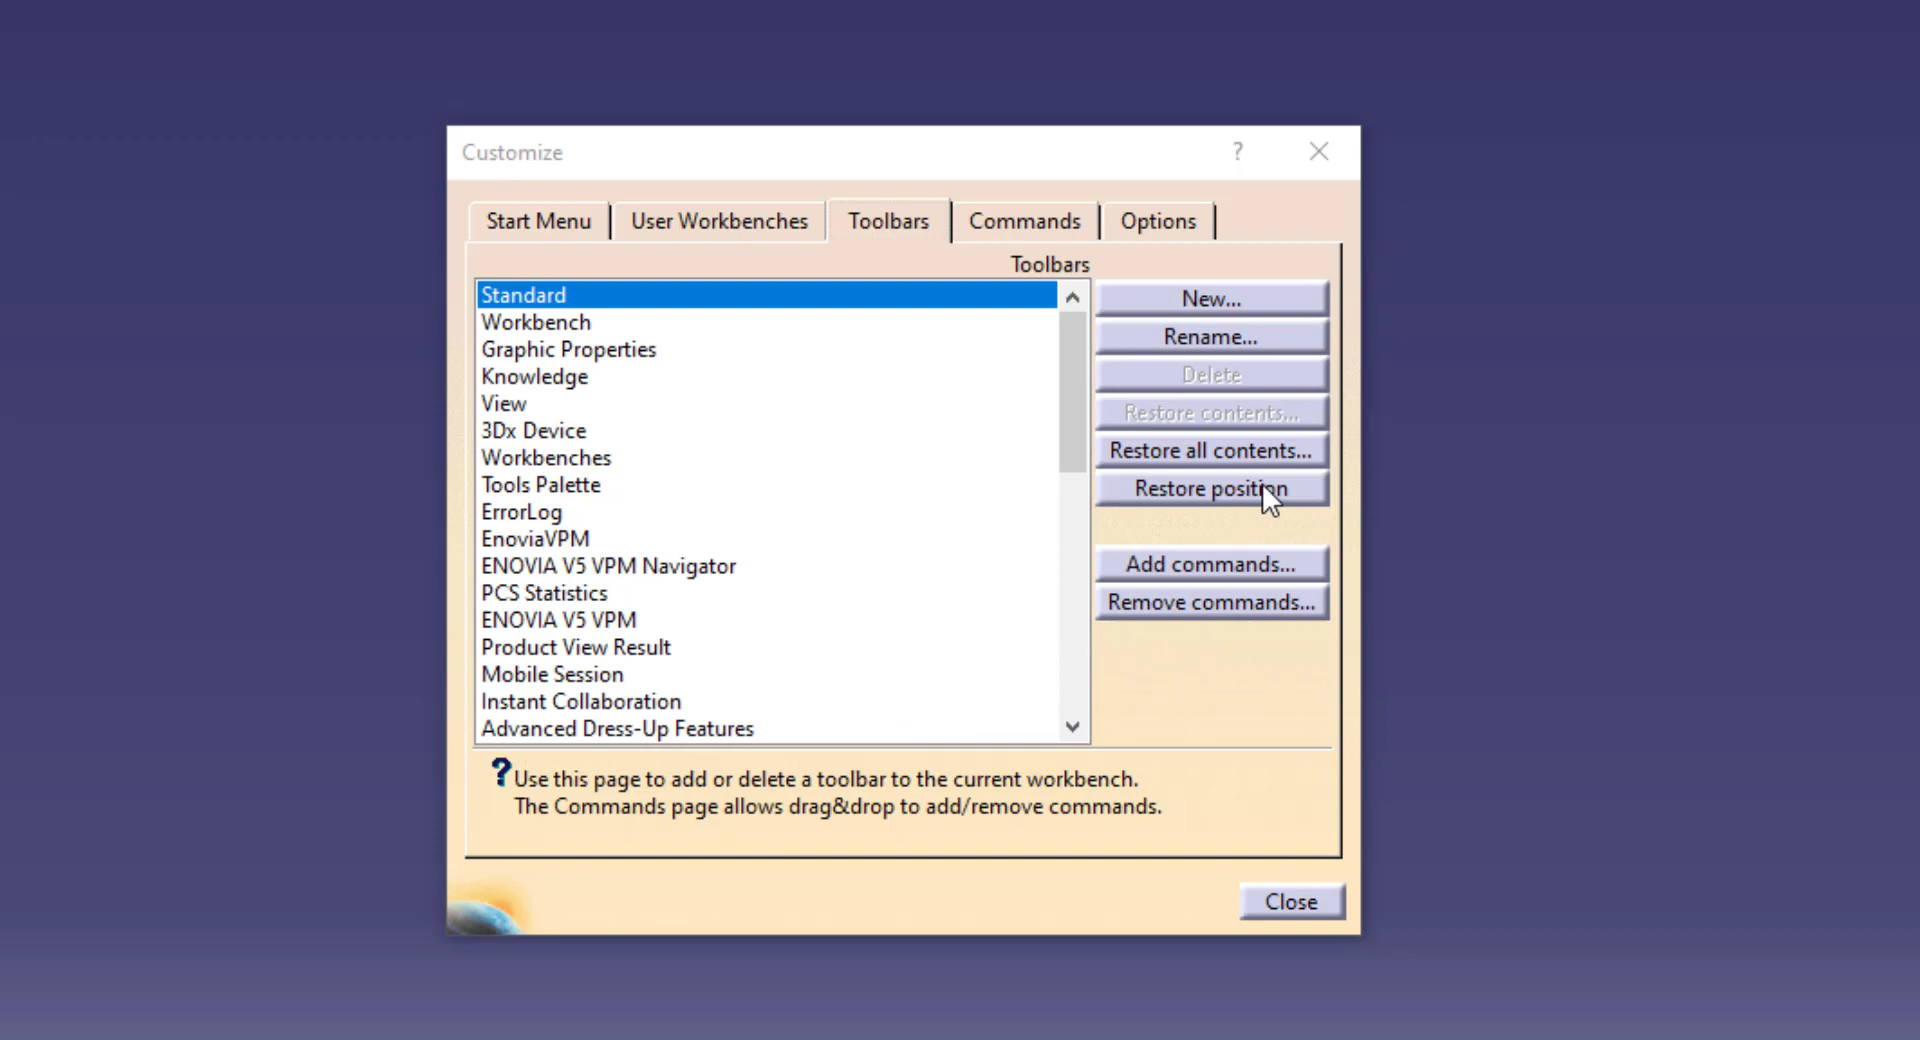 Customize
?
Start Menu
User Workbenches
Toolbars
Commands
Options
Toolbars
Standard
Workbench
Graphic Properties
Knowledge
View
3Dx Device
Workbenches
Tools Palette
ErrorLog
EnoviaVPM
ENOVIA V5 VPM Navigator
PCS Statistics
ENOVIA V5 VPM
Product View Result
Mobile Session
Instant Collaboration
Advanced Dress-Up Features
New...
Rename...
Delete
Restore contents...
Restore all contents...
Restore position
Add commands...
Remove commands...
?
Use this page to add or delete a toolbar to the current workbench.
The Commands page allows drag&drop to add/remove commands.
Close